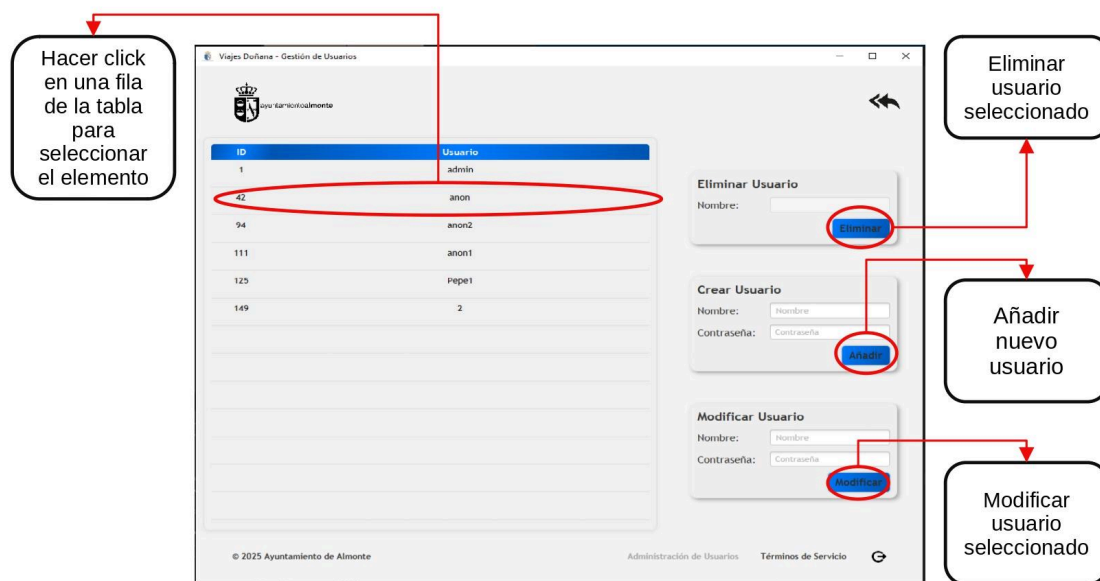 Hacer click
en una fila
de la tabla
para
seleccionar
el elemento
Viajes Doñana - Gestión de Usuarios
ayuntamientoalmonte
ID Usuario
1 admin
42 anon
94 anon2
111 anon1
125 Pepe1
149 2
Eliminar Usuario
Nombre:
Eliminar
Crear Usuario
Nombre: Nombre
Contraseña: Contraseña
Añadir
Modificar Usuario
Nombre: Nombre
Contraseña: Contraseña
Modificar
© 2025 Ayuntamiento de Almonte
Administración de Usuarios Términos de Servicio
Eliminar
usuario
seleccionado
Añadir
nuevo
usuario
Modificar
usuario
seleccionado